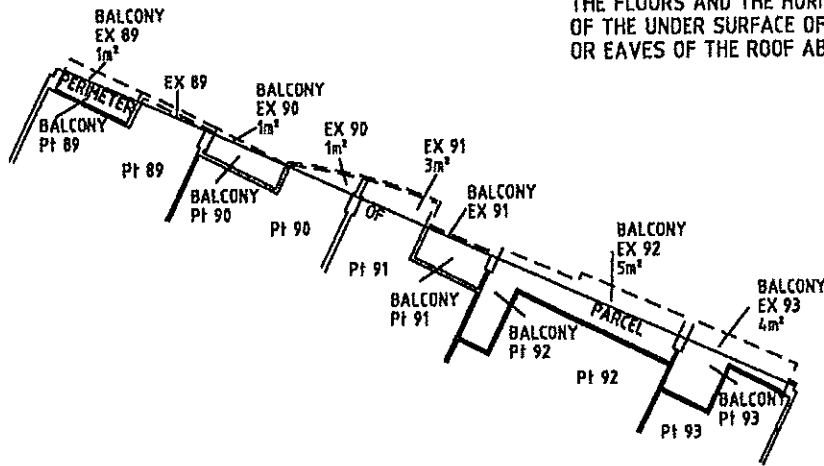 THE FLOORS AND THE HORI
OF THE UNDER SURFACE OF
OR EAVES OF THE ROOF AB
BALCONY
EX 89
1m²
PERIMETER
BALCONY
Pt 89
EX 89
Pt 89
BALCONY
EX 90
1m²
BALCONY
Pt 90
EX 90
1m²
Pt 90
OF
EX 91
3m²
Pt 91
BALCONY
EX 91
BALCONY
Pt 91
BALCONY
EX 92
5m²
PARCEL
BALCONY
Pt 92
Pt 92
BALCONY
EX 93
4m²
BALCONY
Pt 93
Pt 93